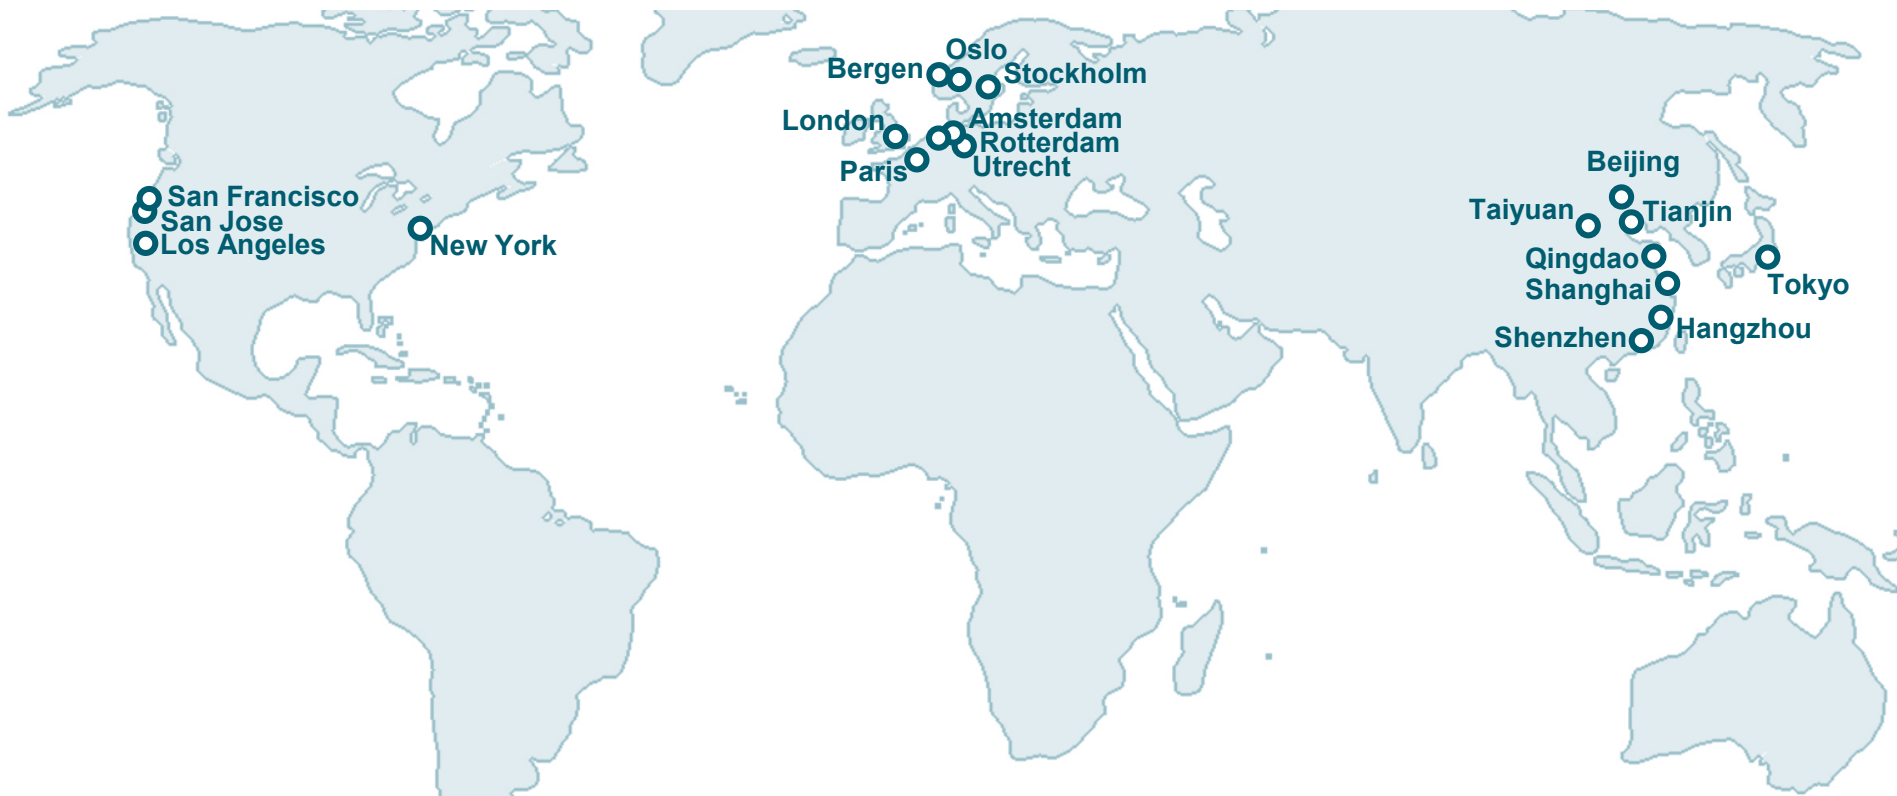 Oslo
Bergen
Stockholm
London
Amsterdam
Rotterdam
Paris
Utrecht
San Francisco
San Jose
Los Angeles
New York
Beijing
Taiyuan
Tianjin
Qingdao
Shanghai
Tokyo
Shenzhen
Hangzhou